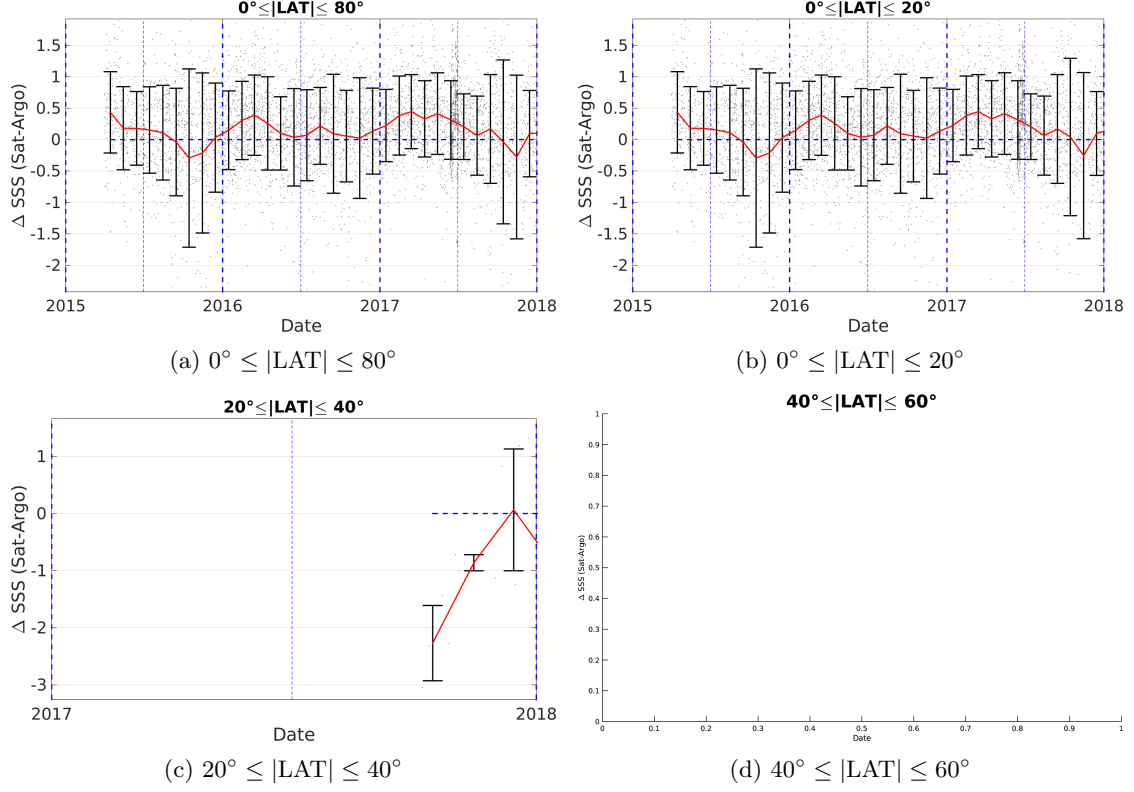 0°≤|LAT|≤ 80°
Δ SSS (Sat-Argo)
1.5
1
0.5
0
-0.5
-1
-1.5
-2
2015 2016 2017 2018
Date
(a) 0° ≤ |LAT| ≤ 80°
0°≤|LAT|≤ 20°
Δ SSS (Sat-Argo)
1.5
1
0.5
0
-0.5
-1
-1.5
-2
2015 2016 2017 2018
Date
(b) 0° ≤ |LAT| ≤ 20°
20°≤|LAT|≤ 40°
Δ SSS (Sat-Argo)
1
0
-1
-2
-3
2017 2018
Date
(c) 20° ≤ |LAT| ≤ 40°
40°≤|LAT|≤ 60°
Δ SSS (Sat-Argo)
1
0.9
0.8
0.7
0.6
0.5
0.4
0.3
0.2
0.1
0
0 0.1 0.2 0.3 0.4 0.5 0.6 0.7 0.8 0.9 1
Date
(d) 40° ≤ |LAT| ≤ 60°